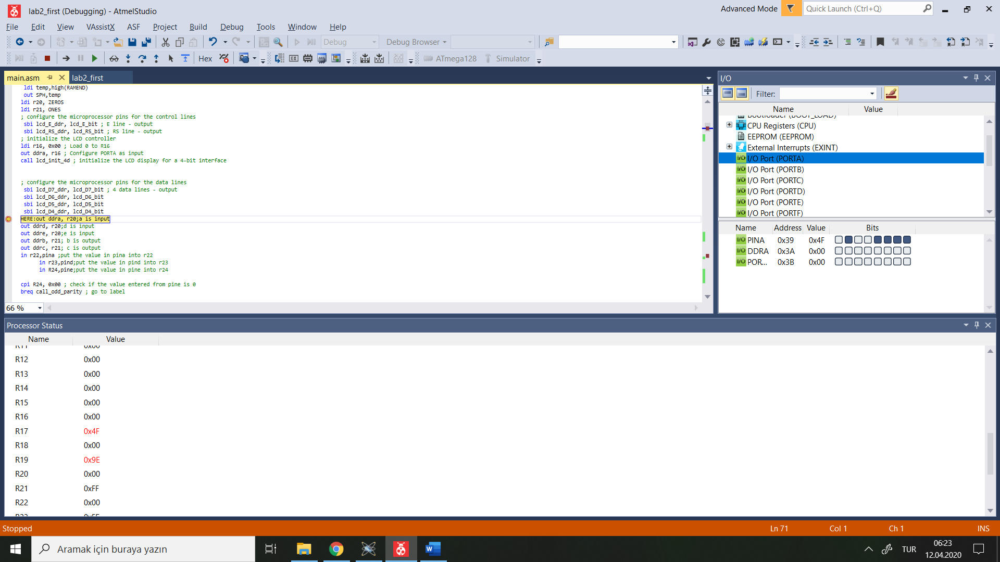 lab2_first (Debugging) - AtmelStudio
Advanced Mode
Quick Launch (Ctrl+Q)
File Edit View VAssistX ASF Project Build Debug Tools Window Help
Debug
Debug Browser
Hex
ATmega128
Simulator
main.asm
lab2_first
ldi temp,high(RAMEND)
out SPH,temp
ldi r20, ZEROS
ldi r21, ONES
; configure the microprocessor pins for the control lines
sbi lcd_E_ddr, lcd_E_bit ; E line - output
sbi lcd_RS_ddr, lcd_RS_bit ; RS line - output
; initialize the LCD controller
ldi r16, 0x00 ; Load 0 to R16
out ddra, r16 ; Configure PORTA as input
call lcd_init_4d ; initialize the LCD display for a 4-bit interface
; configure the microprocessor pins for the data lines
sbi lcd_D7_ddr, lcd_D7_bit ; 4 data lines - output
sbi lcd_D6_ddr, lcd_D6_bit
sbi lcd_D5_ddr, lcd_D5_bit
sbi lcd_D4_ddr, lcd_D4_bit
HERE:out ddra, r20;a is input
out ddrd, r20;d is input
out ddre, r20;e is input
out ddrb, r21; b is output
out ddrc, r21; c is output
in r22,pina ;put the value in pina into r22
in r23,pind;put the value in pind into r23
in R24,pine;put the value in pine into r24
cpi R24, 0x00 ; check if the value entered from pine is 0
breq call_odd_parity ; go to label
66 %
I/O
Filter:
Name Value
Bootloader (BOOT_LOAD)
CPU Registers (CPU)
EEPROM (EEPROM)
External Interrupts (EXINT)
I/O Port (PORTA)
I/O Port (PORTB)
I/O Port (PORTC)
I/O Port (PORTD)
I/O Port (PORTE)
I/O Port (PORTF)
Name Address Value Bits
PINA 0x39 0x4F
DDRA 0x3A 0x00
POR... 0x3B 0x00
Processor Status
Name Value
R11 0x00
R12 0x00
R13 0x00
R14 0x00
R15 0x00
R16 0x00
R17 0x4F
R18 0x00
R19 0x9E
R20 0x00
R21 0xFF
R22 0x00
Stopped
Ln 71
Col 1
Ch 1
INS
Aramak için buraya yazın
TUR
06:23
12.04.2020